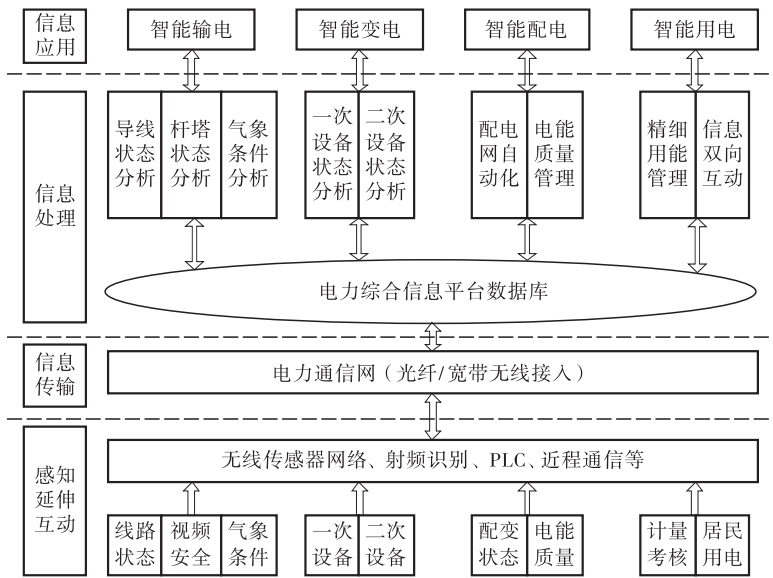 信息
应用
智能输电
智能变电
智能配电
智能用电
信息
处理
导线
状态
分析
杆塔
状态
分析
气象
条件
分析
一次
设备
状态
分析
二次
设备
状态
分析
配电
网自
动化
电能
质量
管理
精细
用能
管理
信息
双向
互动
电力综合信息平台数据库
信息
传输
电力通信网(光纤/宽带无线接入)
感知
延伸
互动
无线传感器网络、射频识别、PLC、近程通信等
线路
状态
视频
安全
气象
条件
一次
设备
二次
设备
配变
状态
电能
质量
计量
考核
居民
用电